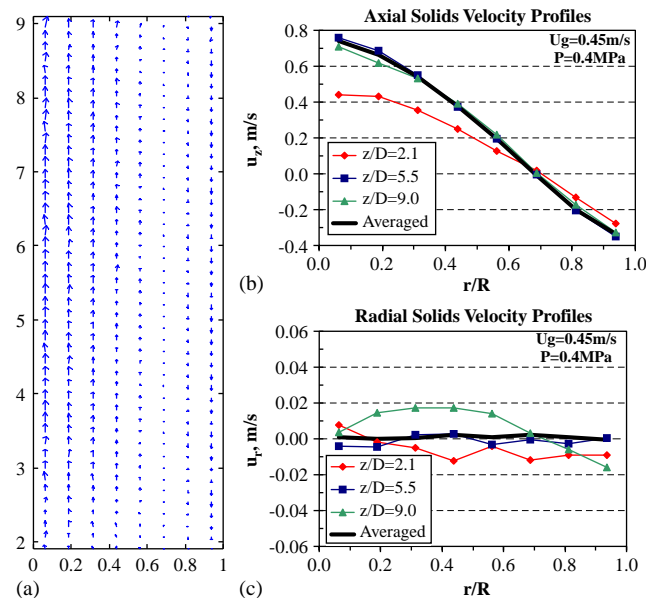 9
8
7
6
5
4
3
2
0 0.2 0.4 0.6 0.8 1
(a)
Axial Solids Velocity Profiles
Ug=0.45m/s
P=0.4MPa
0.8
0.6
0.4
0.2
0.0
-0.2
-0.4
u_z, m/s
z/D=2.1
z/D=5.5
z/D=9.0
Averaged
0.0 0.2 0.4 0.6 0.8 1.0
r/R
(b)
Radial Solids Velocity Profiles
Ug=0.45m/s
P=0.4MPa
0.06
0.04
0.02
0.00
-0.02
-0.04
-0.06
u_r, m/s
z/D=2.1
z/D=5.5
z/D=9.0
Averaged
0.0 0.2 0.4 0.6 0.8 1.0
r/R
(c)